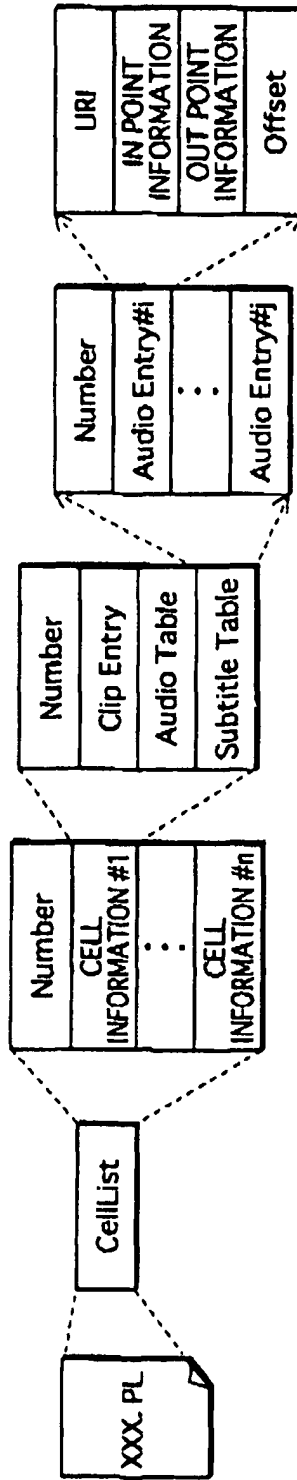 XXX. PL
CellList
Number
CELL
INFORMATION #1
...
CELL
INFORMATION #n
Number
Clip Entry
Audio Table
Subtitle Table
Number
Audio Entry#i
...
Audio Entry#j
URI
IN POINT
INFORMATION
OUT POINT
INFORMATION
Offset